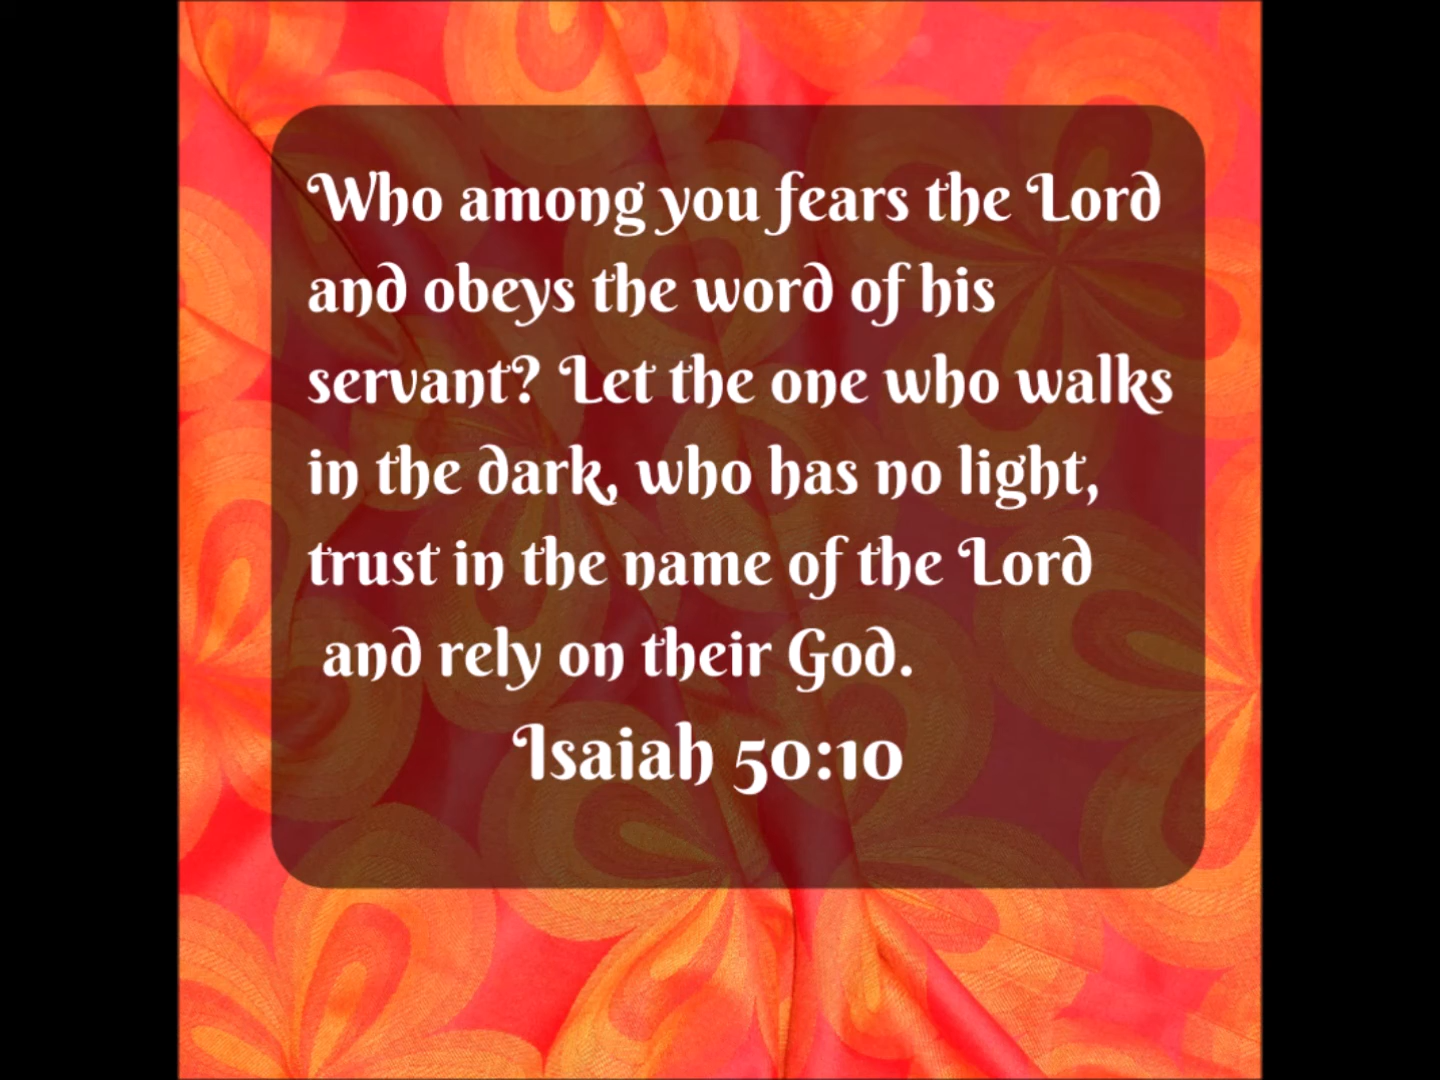 Who among you fears the Lord
and obeys the word of his
servant? Let the one who walks
in the dark, who has no light,
trust in the name of the Lord
and rely on their God.
Isaiah 50:10